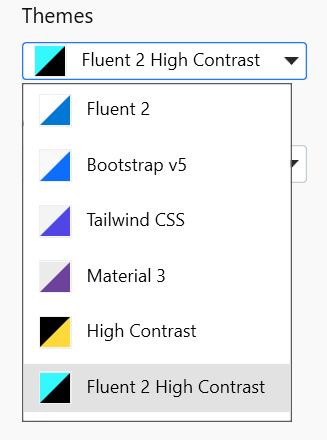 Themes
Fluent 2 High Contrast
Fluent 2
Bootstrap v5
Tailwind CSS
Material 3
High Contrast
Fluent 2 High Contrast